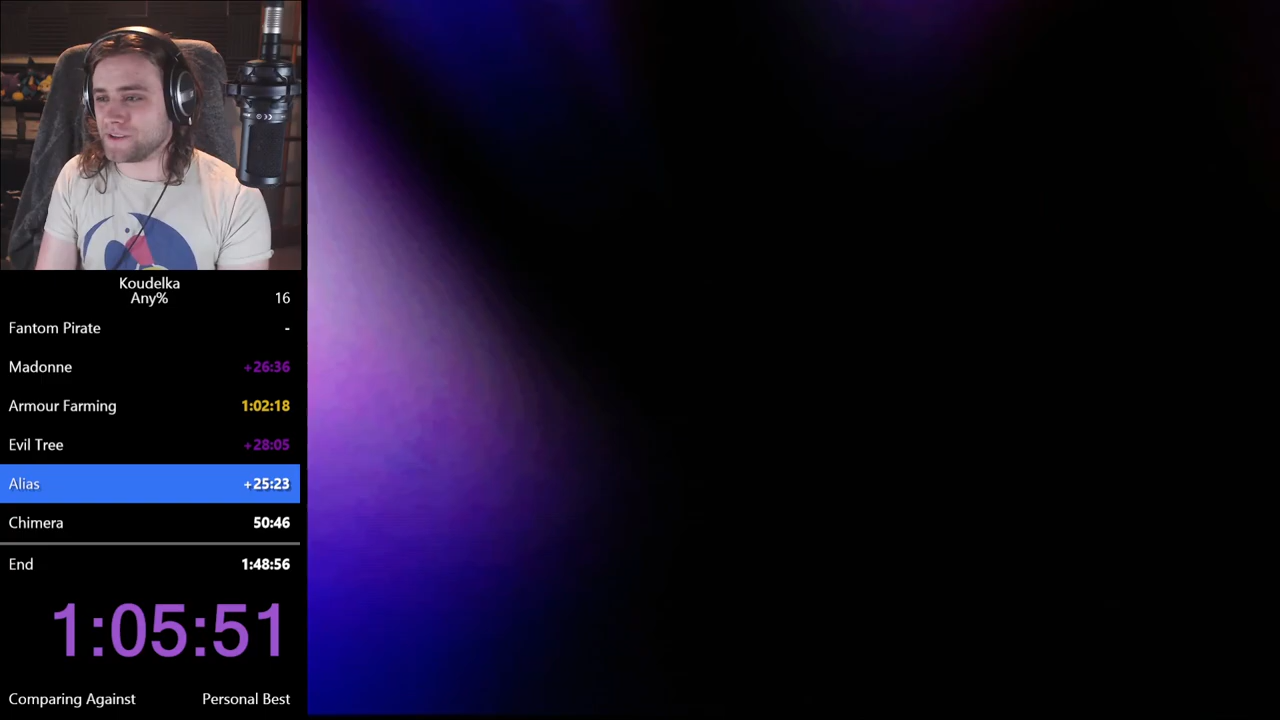 Koudelka
Any% 16
Fantom Pirate -
Madonne +26:36
Armour Farming 1:02:18
Evil Tree +28:05
Alias +25:23
Chimera 50:46
End 1:48:56
1:05:51
Comparing Against Personal Best